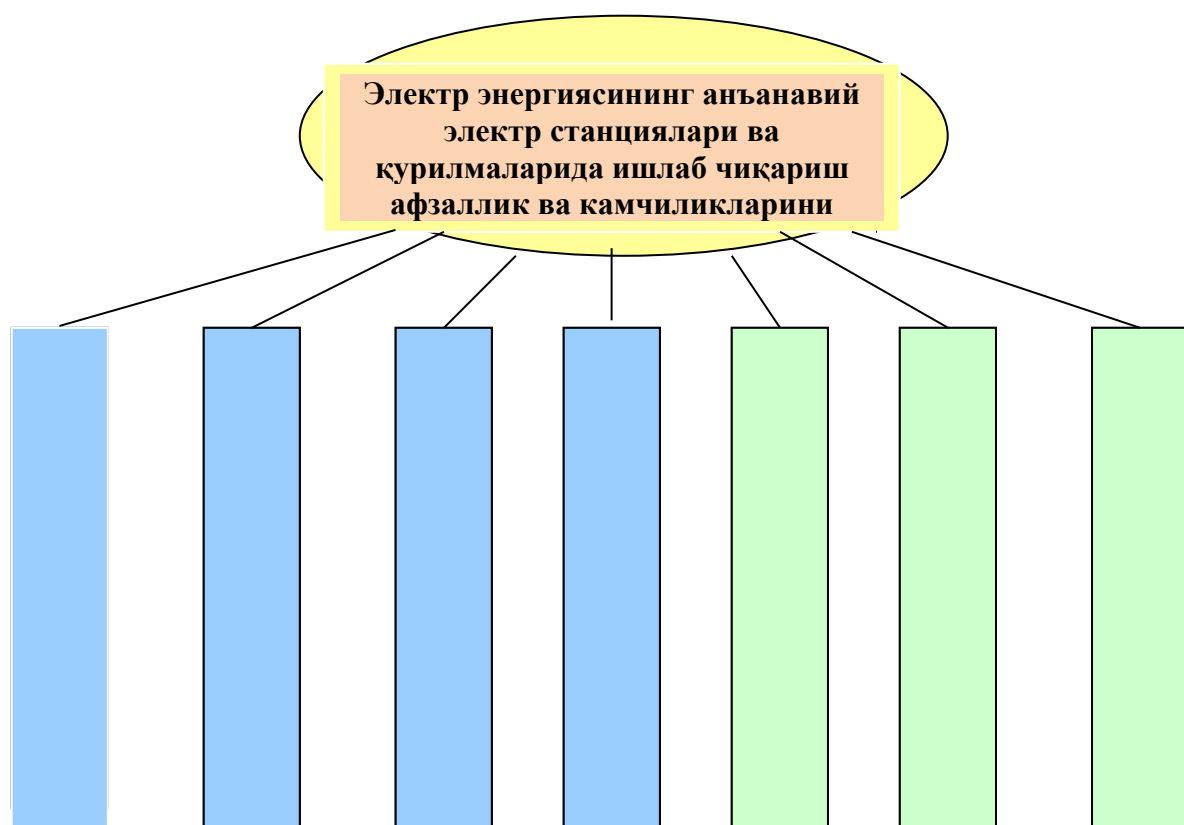 Электр энергиясининг анъанавий
электр станциялари ва
қурилмаларида ишлаб чиқариш
афзаллик ва камчиликларини